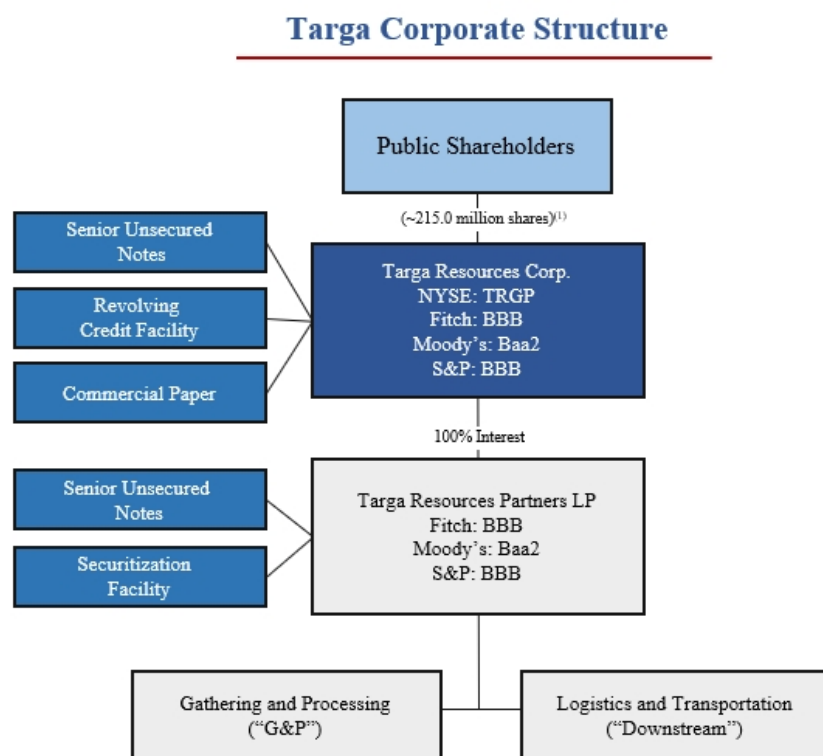 Targa Corporate Structure
Public Shareholders
(~215.0 million shares)(1)
Senior Unsecured
Notes
Revolving
Credit Facility
Commercial Paper
Targa Resources Corp.
NYSE: TRGP
Fitch: BBB
Moody’s: Baa2
S&P: BBB
100% Interest
Senior Unsecured
Notes
Securitization
Facility
Targa Resources Partners LP
Fitch: BBB
Moody’s: Baa2
S&P: BBB
Gathering and Processing
(“G&P”)
Logistics and Transportation
(“Downstream”)